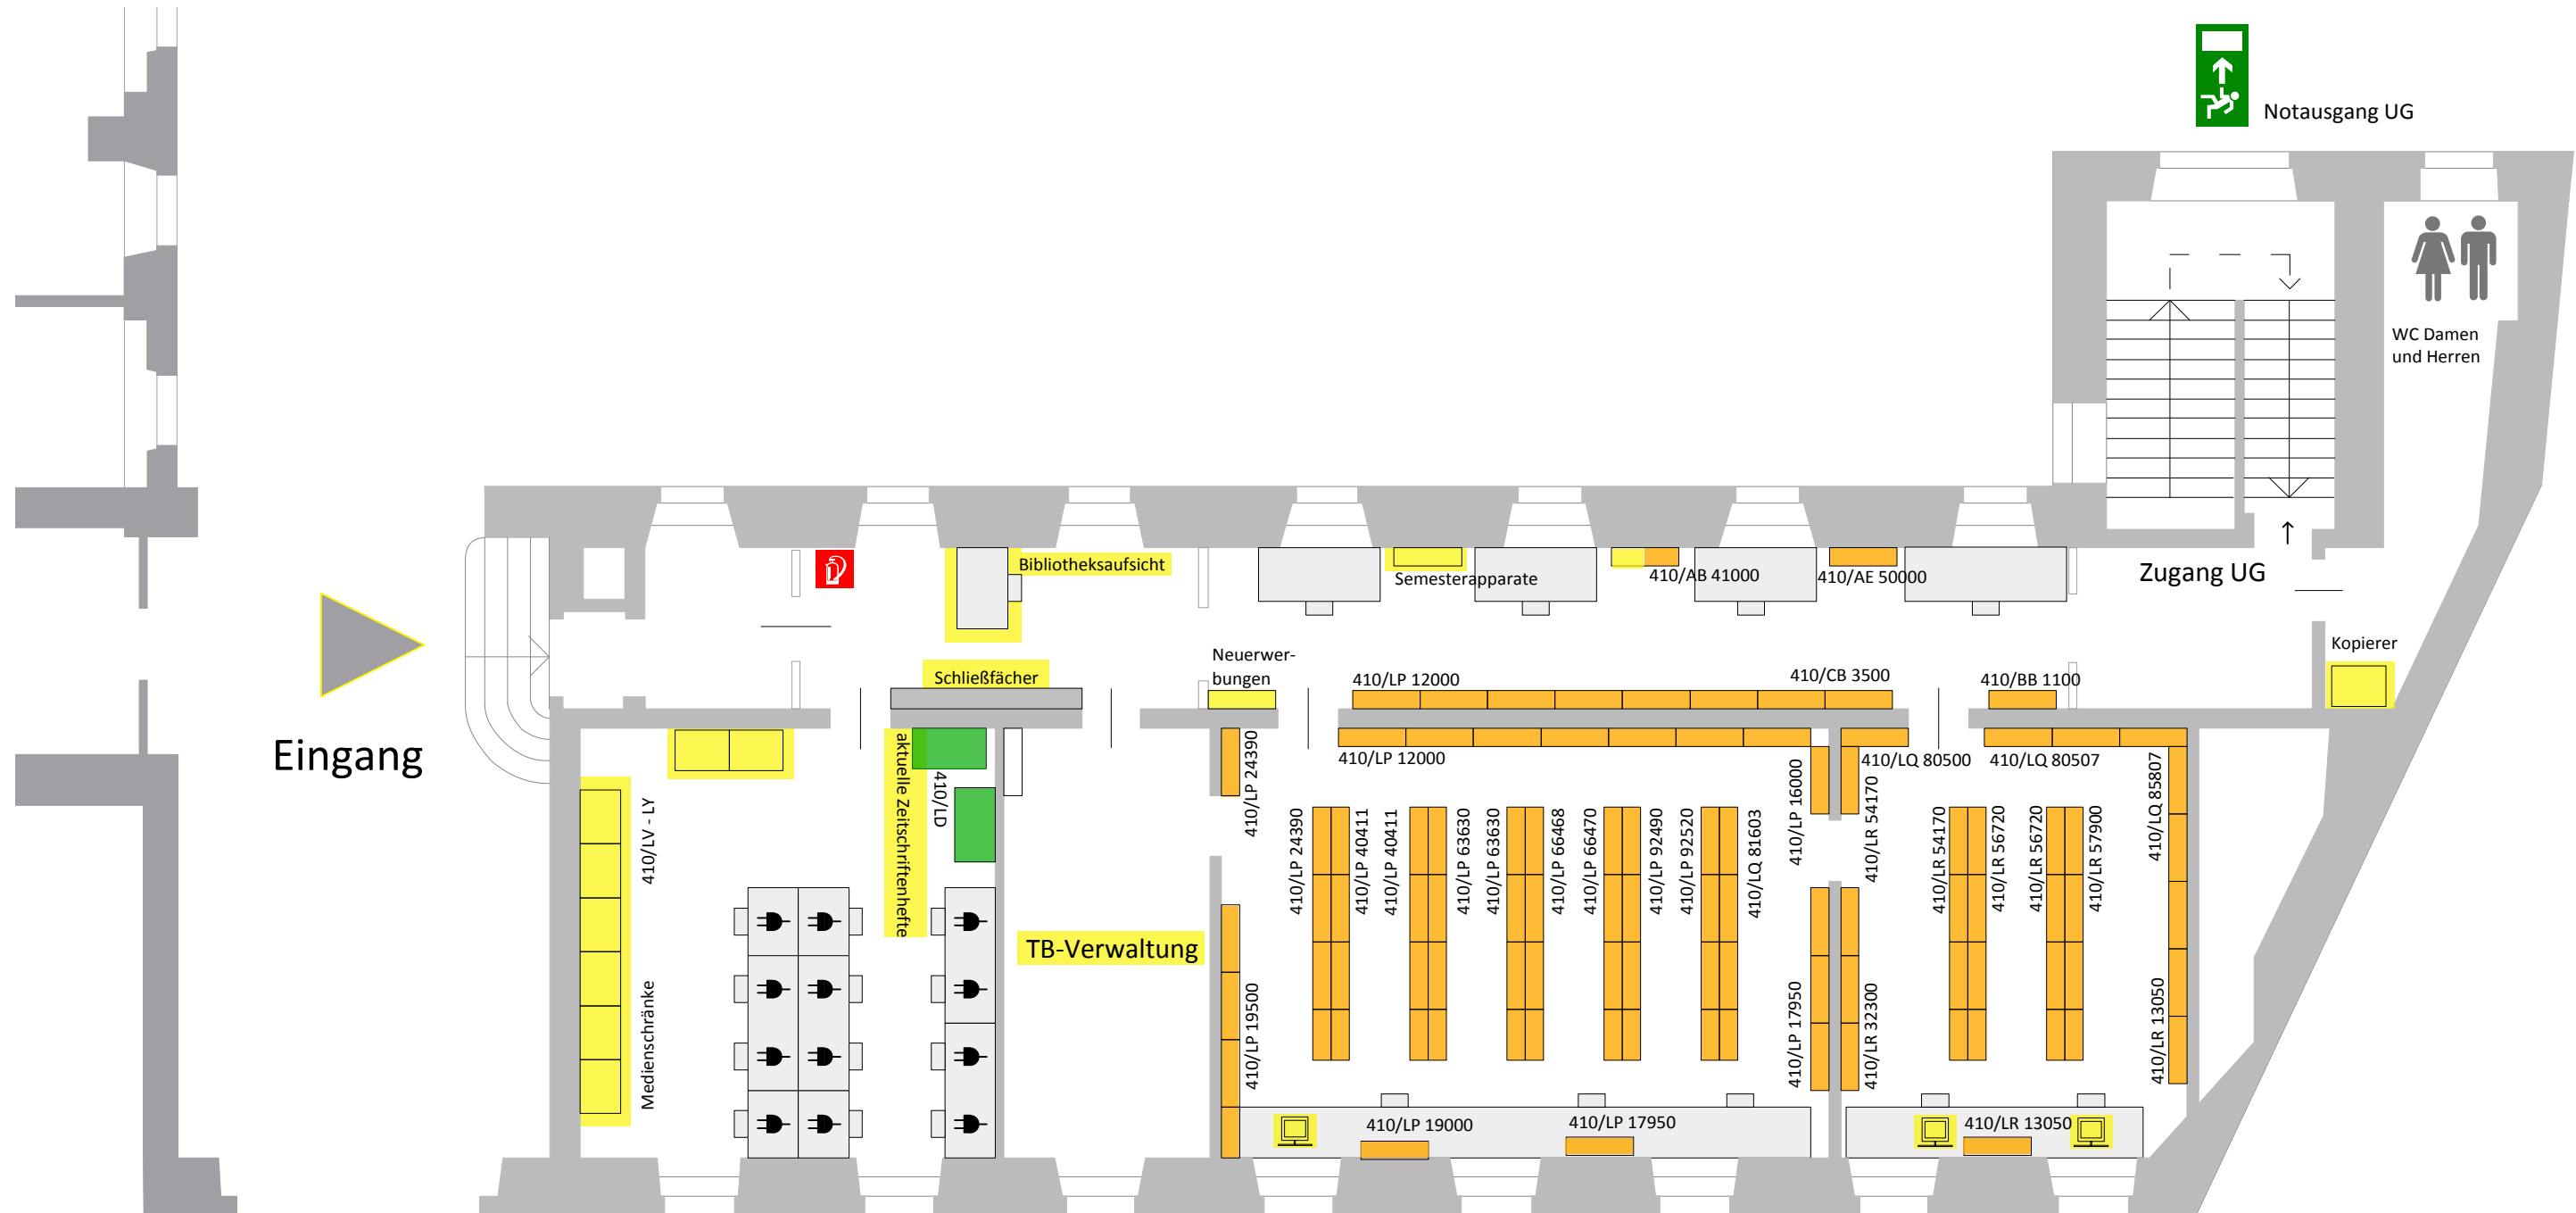 Notausgang UG
WC Damen
und Herren
Bibliotheksaufsicht
Semesterapparate
410/AB 41000
410/AE 50000
Zugang UG
Kopierer
Schließfächer
Neuerwer-
bungen
410/LP 12000
410/CB 3500
410/BB 1100
Eingang
aktuelle Zeitschriftenhefte
410/LD
410/LV - LY
Medienschränke
TB-Verwaltung
410/LP 24390
410/LP 12000
410/LP 16000
410/LR 54170
410/LQ 80500
410/LQ 80507
410/LQ 85807
410/LP 24390
410/LP 40411
410/LP 40411
410/LP 63630
410/LP 63630
410/LP 66468
410/LP 66470
410/LP 92490
410/LP 92520
410/LQ 81603
410/LR 54170
410/LR 56720
410/LR 56720
410/LR 57900
410/LP 19500
410/LP 17950
410/LR 32300
410/LR 13050
410/LP 19000
410/LP 17950
410/LR 13050